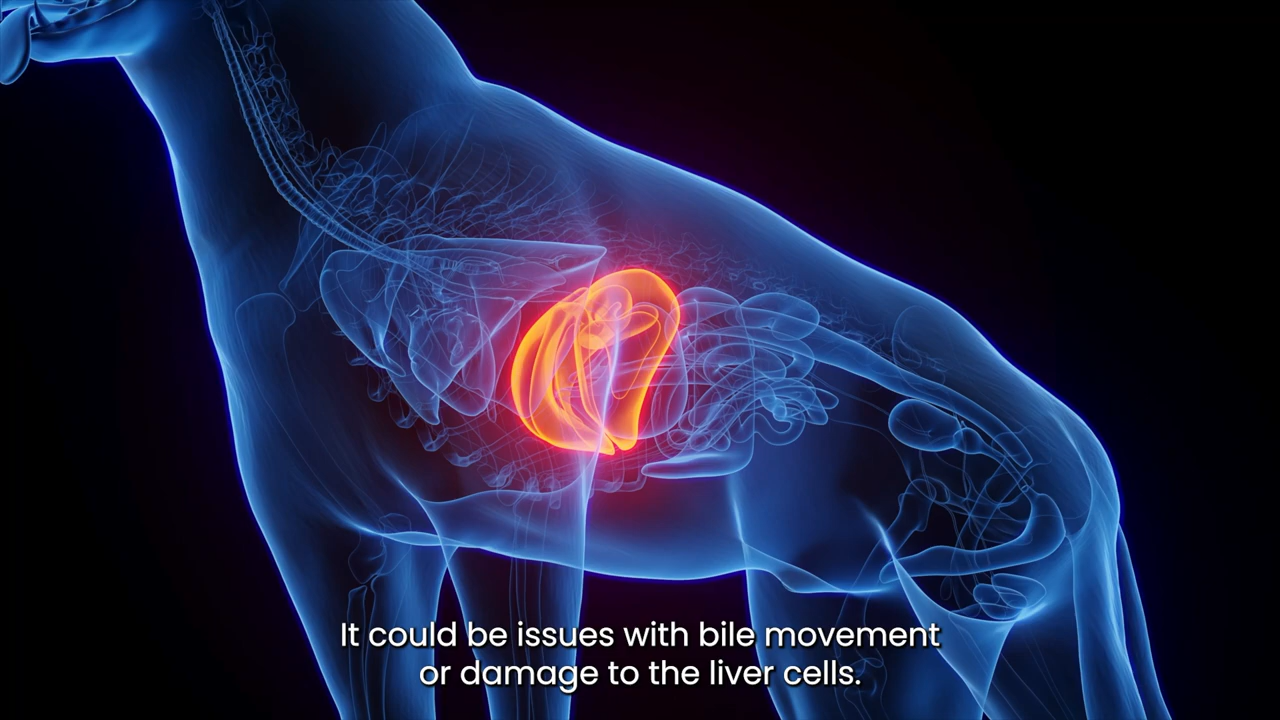 It could be issues with bile movement
or damage to the liver cells.